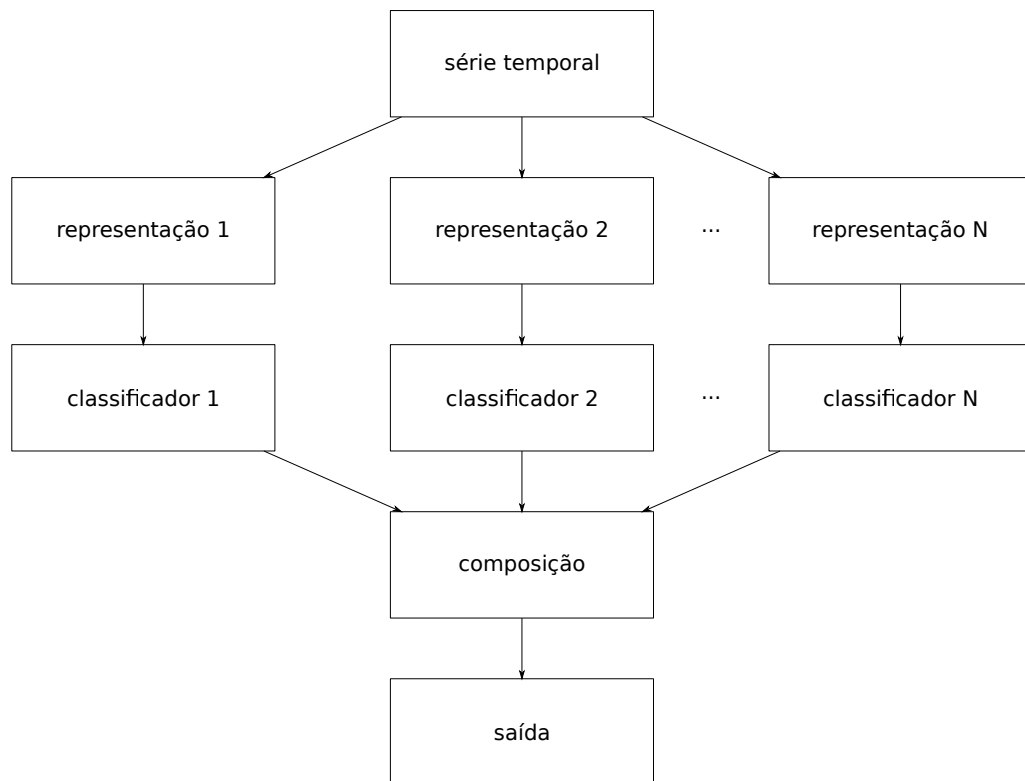 série temporal
representação 1
representação 2
...
representação N
classificador 1
classificador 2
...
classificador N
composição
saída